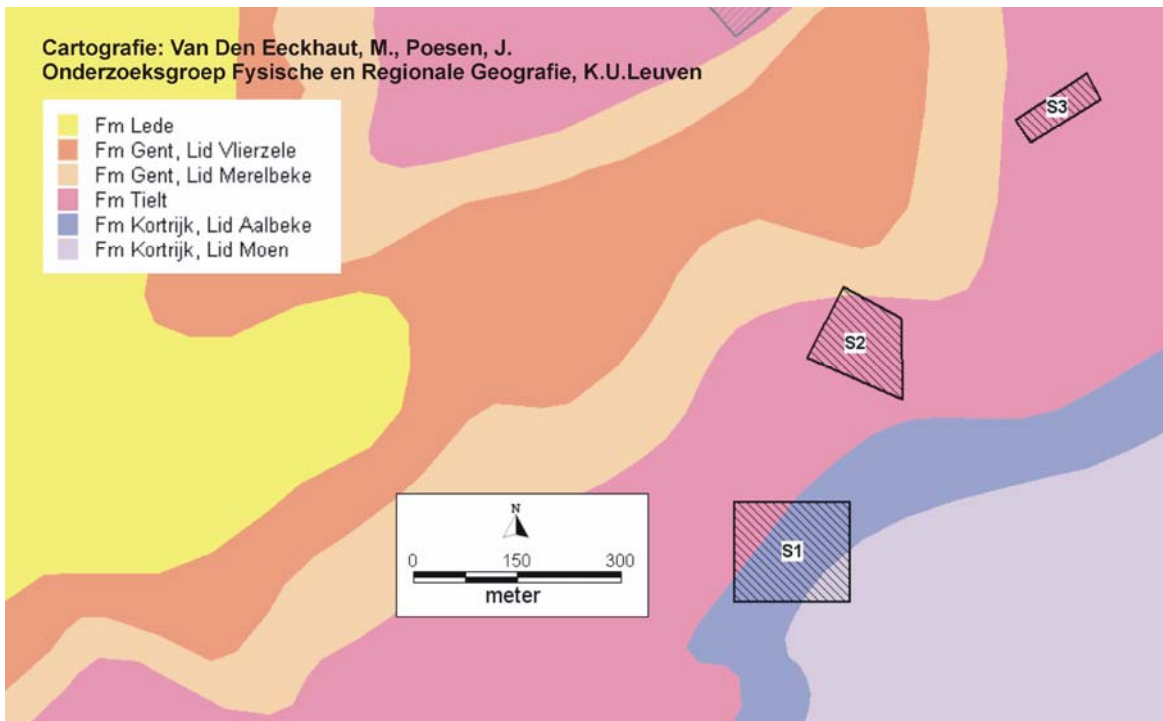 Cartografie: Van Den Eeckhaut, M., Poesen, J.
Onderzoeksgroep Fysische en Regionale Geografie, K.U.Leuven
Fm Lede
Fm Gent, Lid Vlierzele
Fm Gent, Lid Merelbeke
Fm Tielt
Fm Kortrijk, Lid Aalbeke
Fm Kortrijk, Lid Moen
S3
S2
S1
N
0 150 300
meter